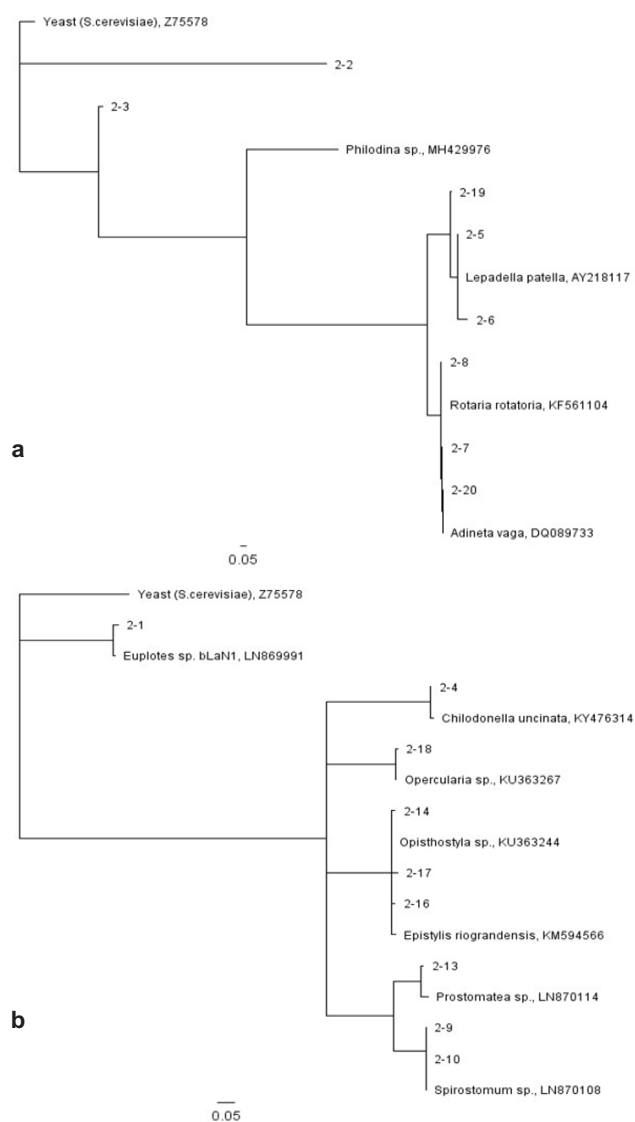 Yeast (S.cerevisiae), Z75578
2-2
2-3
Philodina sp., MH429976
2-19
2-5
Lepadella patella, AY218117
2-6
2-8
Rotaria rotatoria, KF561104
a
2-7
2-20
Adineta vaga, DQ089733
0.05
Yeast (S.cerevisiae), Z75578
2-1
Euplotes sp. bLaN1, LN869991
2-4
Chilodonella uncinata, KY476314
2-18
Opercularia sp., KU363267
2-14
Opisthostyla sp., KU363244
2-17
2-16
Epistylis riograndensis, KM594566
2-13
Prostomatea sp., LN870114
b
2-9
2-10
Spirostomum sp., LN870108
0.05